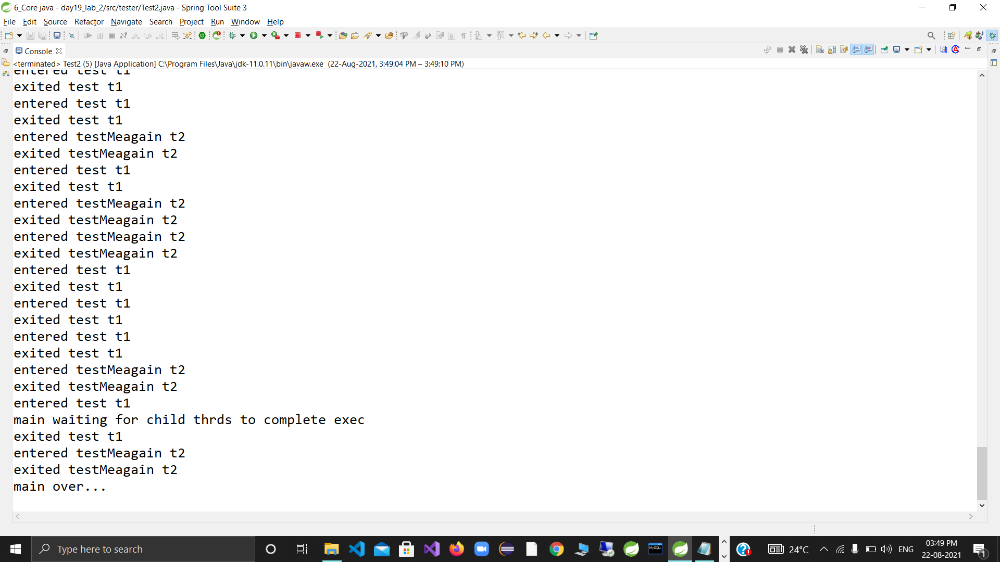 6_Core java - day19_lab_2/src/tester/Test2.java - Spring Tool Suite 3
File Edit Source Refactor Navigate Search Project Run Window Help
Console
<terminated> Test2 (5) [Java Application] C:\Program Files\Java\jdk-11.0.11\bin\javaw.exe (22-Aug-2021, 3:49:04 PM – 3:49:10 PM)
entered test t1
exited test t1
entered test t1
exited test t1
entered testMeagain t2
exited testMeagain t2
entered test t1
exited test t1
entered testMeagain t2
exited testMeagain t2
entered testMeagain t2
exited testMeagain t2
entered test t1
exited test t1
entered test t1
exited test t1
entered test t1
exited test t1
entered testMeagain t2
exited testMeagain t2
entered test t1
main waiting for child thrds to complete exec
exited test t1
entered testMeagain t2
exited testMeagain t2
main over...
Type here to search
MySQL
24°C
ENG
03:49 PM
22-08-2021
1